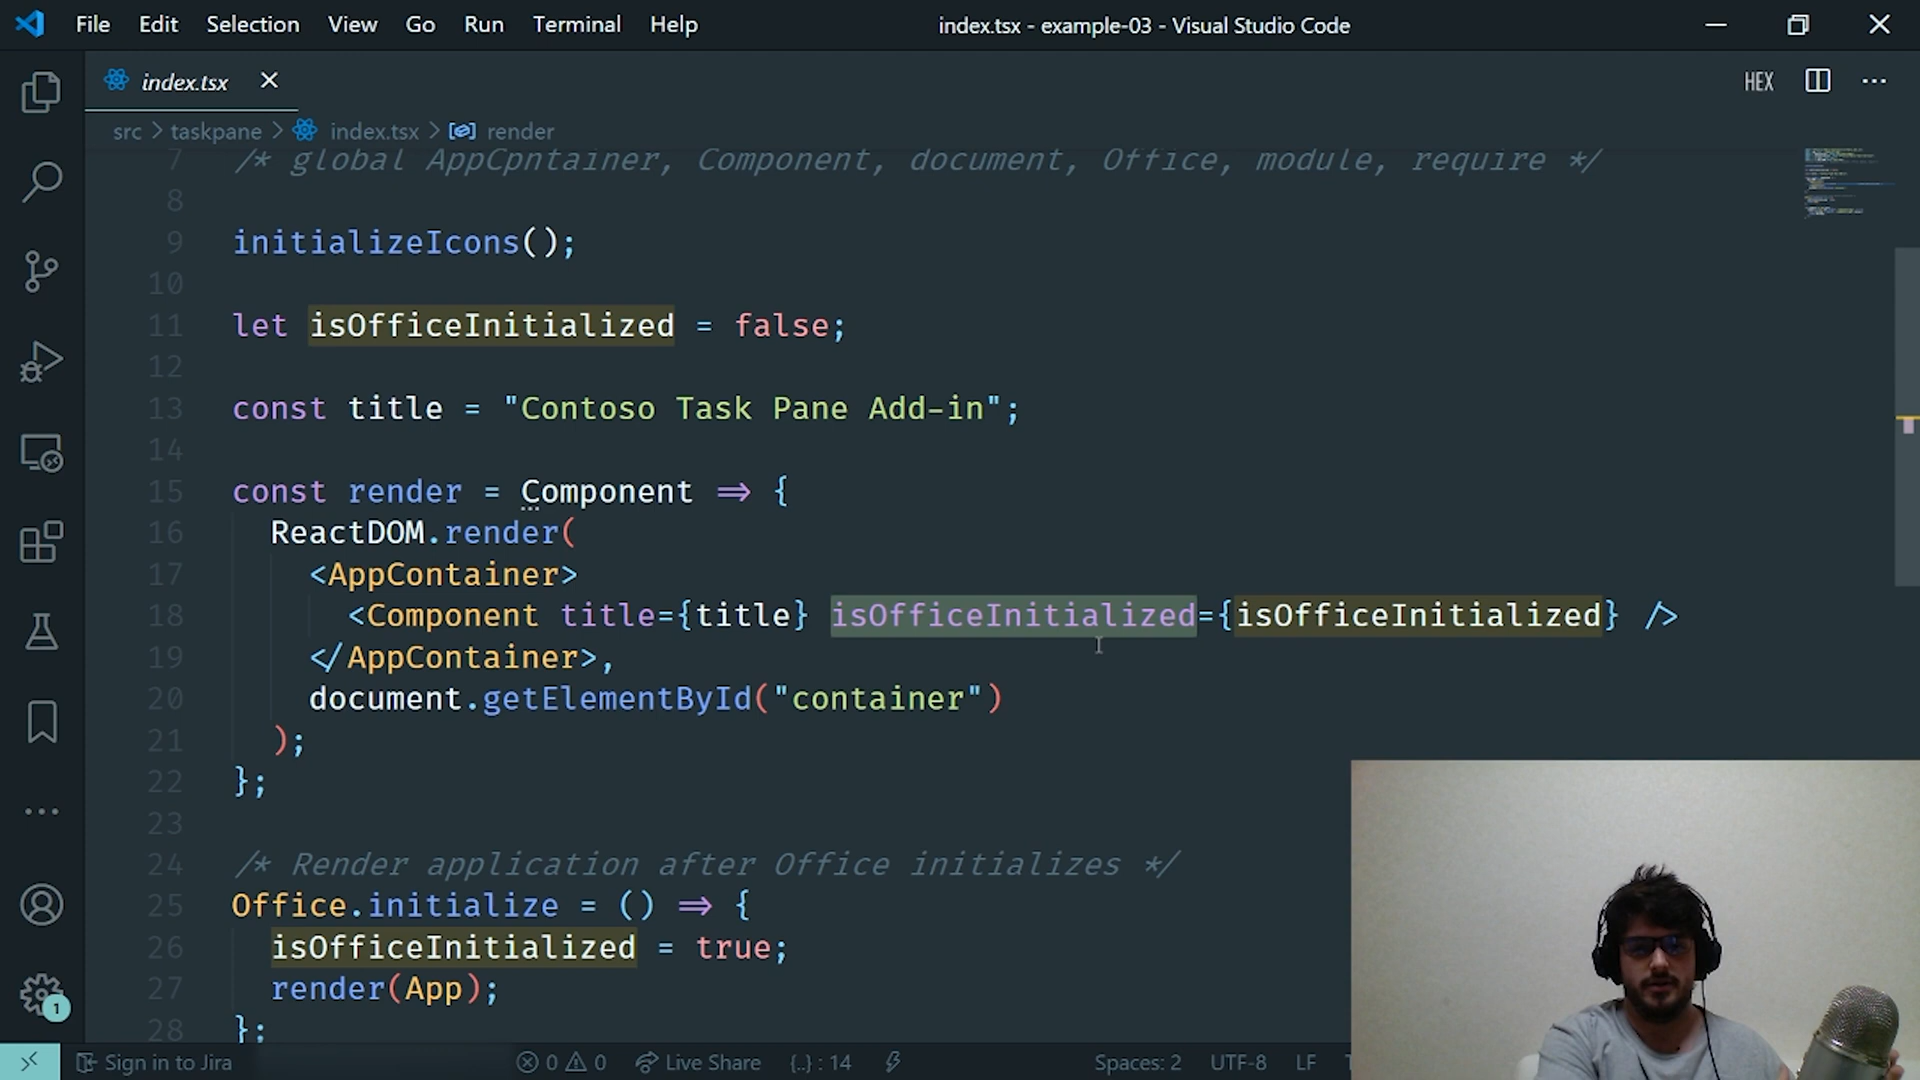 File Edit Selection View Go Run Terminal Help
index.tsx - example-03 - Visual Studio Code
index.tsx
HEX
src > taskpane > index.tsx > render
7 /* global AppCpntainer, Component, document, Office, module, require */
8
9 initializeIcons();
10
11 let isOfficeInitialized = false;
12
13 const title = "Contoso Task Pane Add-in";
14
15 const render = Component => {
16 ReactDOM.render(
17 <AppContainer>
18 <Component title={title} isOfficeInitialized={isOfficeInitialized} />
19 </AppContainer>,
20 document.getElementById("container")
21 );
22 };
23
24 /* Render application after Office initializes */
25 Office.initialize = () => {
26 isOfficeInitialized = true;
27 render(App);
28 };
1
Sign in to Jira 0 0 Live Share {..} : 14 Spaces: 2 UTF-8 LF